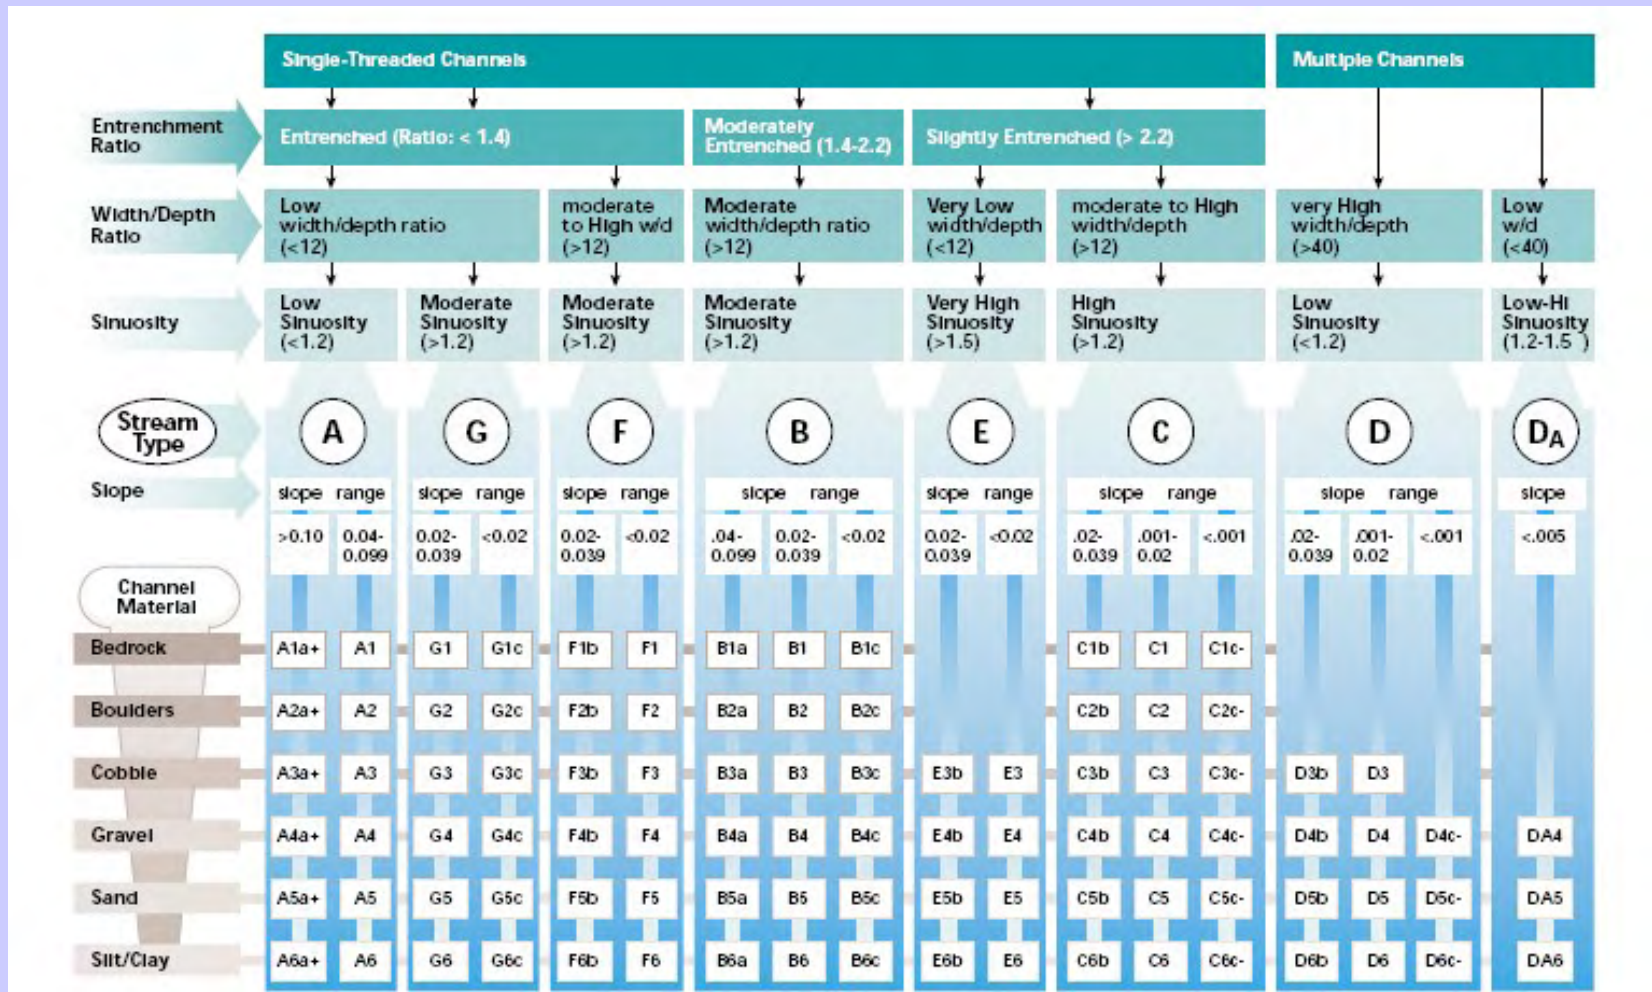 Single-Threaded Channels
Multiple Channels
Entrenchment
Ratio
Entrenched (Ratio: < 1.4)
Moderately
Entrenched (1.4-2.2)
Slightly Entrenched (> 2.2)
Width/Depth
Ratio
Low
width/depth ratio
(<12)
moderate
to High w/d
(>12)
Moderate
width/depth ratio
(>12)
Very Low
width/depth
(<12)
moderate to High
width/depth
(>12)
very High
width/depth
(>40)
Low
w/d
(<40)
Sinuosity
Low
Sinuosity
(<1.2)
Moderate
Sinuosity
(>1.2)
Moderate
Sinuosity
(>1.2)
Moderate
Sinuosity
(>1.2)
Very High
Sinuosity
(>1.5)
High
Sinuosity
(>1.2)
Low
Sinuosity
(<1.2)
Low-Hi
Sinuosity
(1.2-1.5 )
Stream
Type
A G F B E C D DA
Slope
slope range slope range slope range slope range slope range slope range slope range slope
>0.10
0.04-
0.099
0.02-
0.039
<0.02
0.02-
0.039
<0.02
.04-
0.099
0.02-
0.039
<0.02
0.02-
0.039
<0.02
.02-
0.039
.001-
0.02
<.001
.02-
0.039
.001-
0.02
<.001
<.005
Channel
Material
Bedrock A1a+ A1 G1 G1c F1b F1 B1a B1 B1c C1b C1 C1c-
Boulders A2a+ A2 G2 G2c F2b F2 B2a B2 B2c C2b C2 C2c-
Cobble A3a+ A3 G3 G3c F3b F3 B3a B3 B3c E3b E3 C3b C3 C3c- D3b D3
Gravel A4a+ A4 G4 G4c F4b F4 B4a B4 B4c E4b E4 C4b C4 C4c- D4b D4 D4c- DA4
Sand A5a+ A5 G5 G5c F5b F5 B5a B5 B5c E5b E5 C5b C5 C5c- D5b D5 D5c- DA5
Silt/Clay A6a+ A6 G6 G6c F6b F6 B6a B6 B6c E6b E6 C6b C6 C6c- D6b D6 D6c- DA6